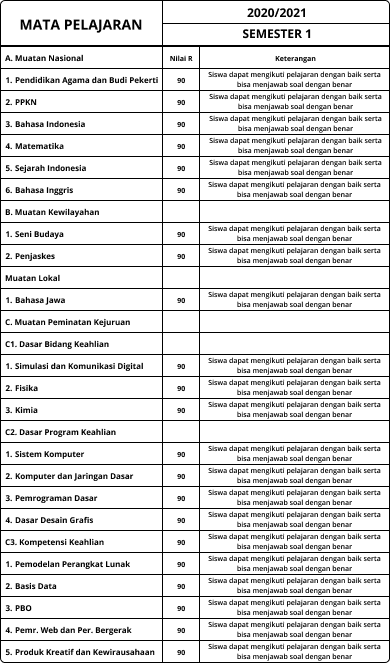 MATA PELAJARAN
2020/2021
SEMESTER 1
A. Muatan Nasional Nilai R Keterangan
1. Pendidikan Agama dan Budi Pekerti 90 Siswa dapat mengikuti pelajaran dengan baik serta
bisa menjawab soal dengan benar
2. PPKN 90 Siswa dapat mengikuti pelajaran dengan baik serta
bisa menjawab soal dengan benar
3. Bahasa Indonesia 90 Siswa dapat mengikuti pelajaran dengan baik serta
bisa menjawab soal dengan benar
4. Matematika 90 Siswa dapat mengikuti pelajaran dengan baik serta
bisa menjawab soal dengan benar
5. Sejarah Indonesia 90 Siswa dapat mengikuti pelajaran dengan baik serta
bisa menjawab soal dengan benar
6. Bahasa Inggris 90 Siswa dapat mengikuti pelajaran dengan baik serta
bisa menjawab soal dengan benar
B. Muatan Kewilayahan
1. Seni Budaya 90 Siswa dapat mengikuti pelajaran dengan baik serta
bisa menjawab soal dengan benar
2. Penjaskes 90 Siswa dapat mengikuti pelajaran dengan baik serta
bisa menjawab soal dengan benar
Muatan Lokal
1. Bahasa Jawa 90 Siswa dapat mengikuti pelajaran dengan baik serta
bisa menjawab soal dengan benar
C. Muatan Peminatan Kejuruan
C1. Dasar Bidang Keahlian
1. Simulasi dan Komunikasi Digital 90 Siswa dapat mengikuti pelajaran dengan baik serta
bisa menjawab soal dengan benar
2. Fisika 90 Siswa dapat mengikuti pelajaran dengan baik serta
bisa menjawab soal dengan benar
3. Kimia 90 Siswa dapat mengikuti pelajaran dengan baik serta
bisa menjawab soal dengan benar
C2. Dasar Program Keahlian
1. Sistem Komputer 90 Siswa dapat mengikuti pelajaran dengan baik serta
bisa menjawab soal dengan benar
2. Komputer dan Jaringan Dasar 90 Siswa dapat mengikuti pelajaran dengan baik serta
bisa menjawab soal dengan benar
3. Pemrograman Dasar 90 Siswa dapat mengikuti pelajaran dengan baik serta
bisa menjawab soal dengan benar
4. Dasar Desain Grafis 90 Siswa dapat mengikuti pelajaran dengan baik serta
bisa menjawab soal dengan benar
C3. Kompetensi Keahlian 90 Siswa dapat mengikuti pelajaran dengan baik serta
bisa menjawab soal dengan benar
1. Pemodelan Perangkat Lunak 90 Siswa dapat mengikuti pelajaran dengan baik serta
bisa menjawab soal dengan benar
2. Basis Data 90 Siswa dapat mengikuti pelajaran dengan baik serta
bisa menjawab soal dengan benar
3. PBO 90 Siswa dapat mengikuti pelajaran dengan baik serta
bisa menjawab soal dengan benar
4. Pemr. Web dan Per. Bergerak 90 Siswa dapat mengikuti pelajaran dengan baik serta
bisa menjawab soal dengan benar
5. Produk Kreatif dan Kewirausahaan 90 Siswa dapat mengikuti pelajaran dengan baik serta
bisa menjawab soal dengan benar